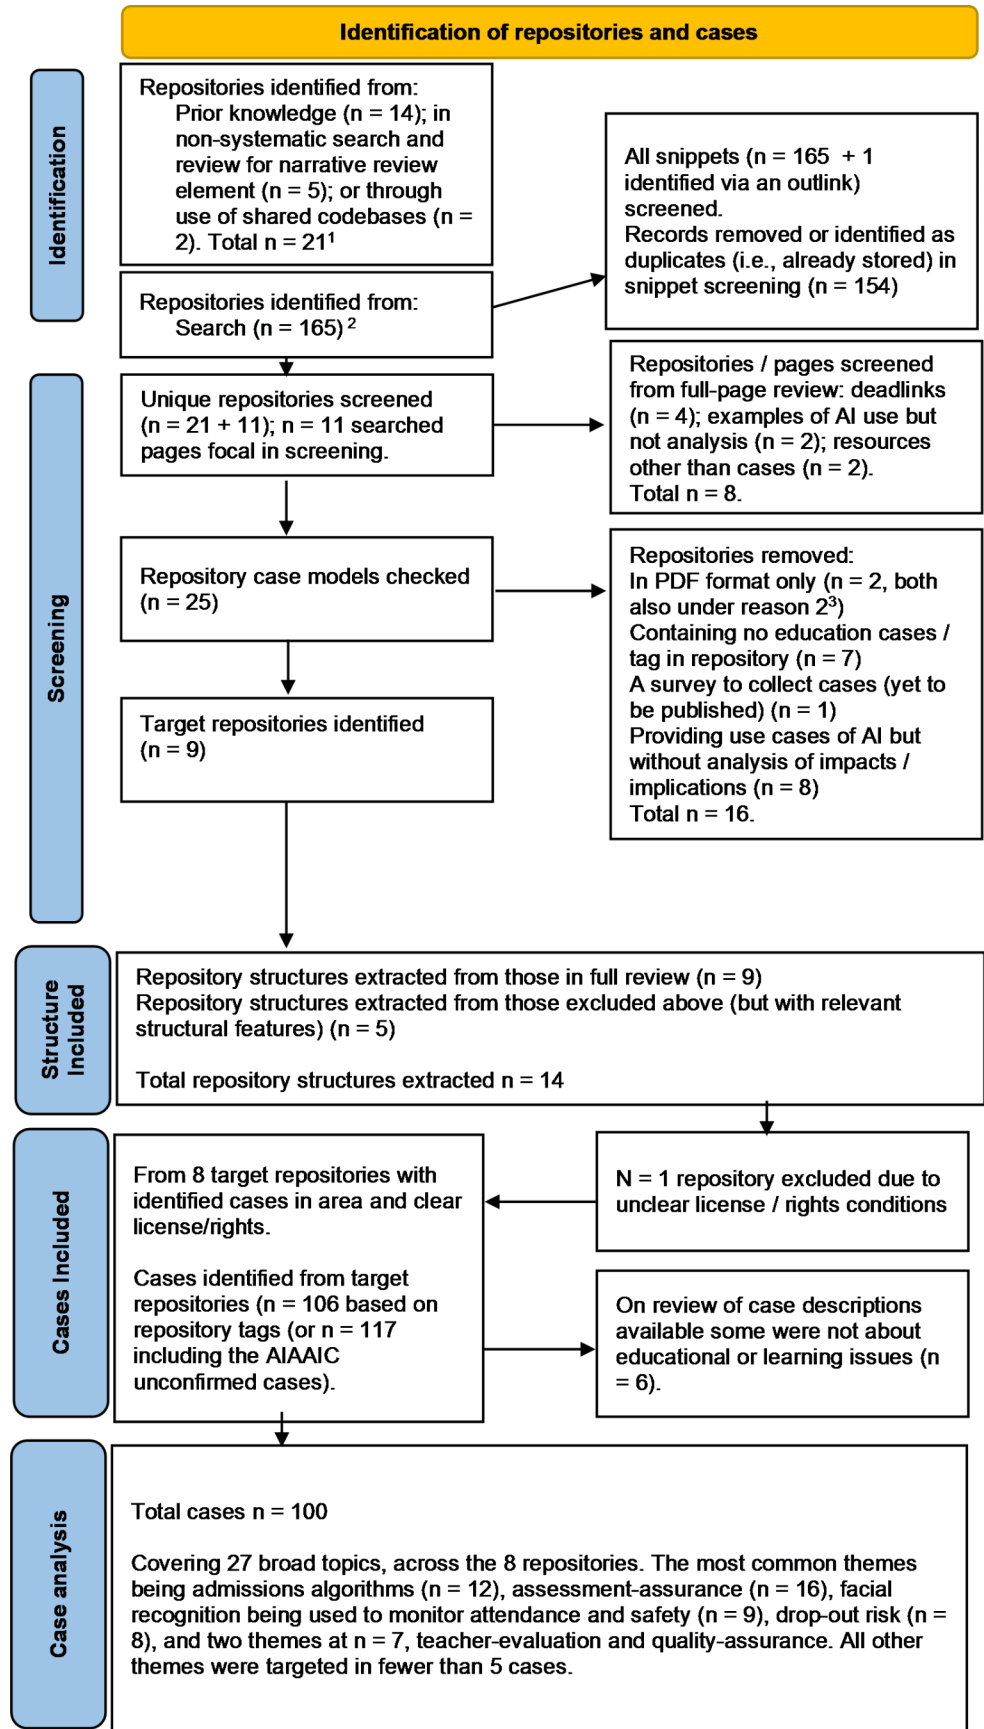 Identification of repositories and cases
Identification
Repositories identified from:
Prior knowledge (n = 14); in
non-systematic search and
review for narrative review
element (n = 5); or through
use of shared codebases (n =
2). Total n = 21¹
All snippets (n = 165 + 1
identified via an outlink)
screened.
Records removed or identified as
duplicates (i.e., already stored) in
snippet screening (n = 154)
Repositories identified from:
Search (n = 165) ²
Screening
Unique repositories screened
(n = 21 + 11); n = 11 searched
pages focal in screening.
Repositories / pages screened
from full-page review: deadlinks
(n = 4); examples of AI use but
not analysis (n = 2); resources
other than cases (n = 2).
Total n = 8.
Repository case models checked
(n = 25)
Repositories removed:
In PDF format only (n = 2, both
also under reason 2³)
Containing no education cases /
tag in repository (n = 7)
A survey to collect cases (yet to
be published) (n = 1)
Providing use cases of AI but
without analysis of impacts /
implications (n = 8)
Total n = 16.
Target repositories identified
(n = 9)
Structure
Included
Repository structures extracted from those in full review (n = 9)
Repository structures extracted from those excluded above (but with relevant
structural features) (n = 5)
Total repository structures extracted n = 14
Cases Included
From 8 target repositories with
identified cases in area and clear
license/rights.
Cases identified from target
repositories (n = 106 based on
repository tags (or n = 117
including the AIAAIC
unconfirmed cases).
N = 1 repository excluded due to
unclear license / rights conditions
On review of case descriptions
available some were not about
educational or learning issues (n
= 6).
Case analysis
Total cases n = 100
Covering 27 broad topics, across the 8 repositories. The most common themes
being admissions algorithms (n = 12), assessment-assurance (n = 16), facial
recognition being used to monitor attendance and safety (n = 9), drop-out risk (n =
8), and two themes at n = 7, teacher-evaluation and quality-assurance. All other
themes were targeted in fewer than 5 cases.